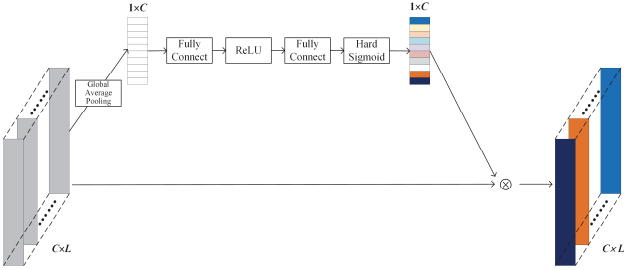 1×C
1×C
Fully
Connect
ReLU
Fully
Connect
Hard
Sigmoid
Global
Average
Pooling
C×L
C×L